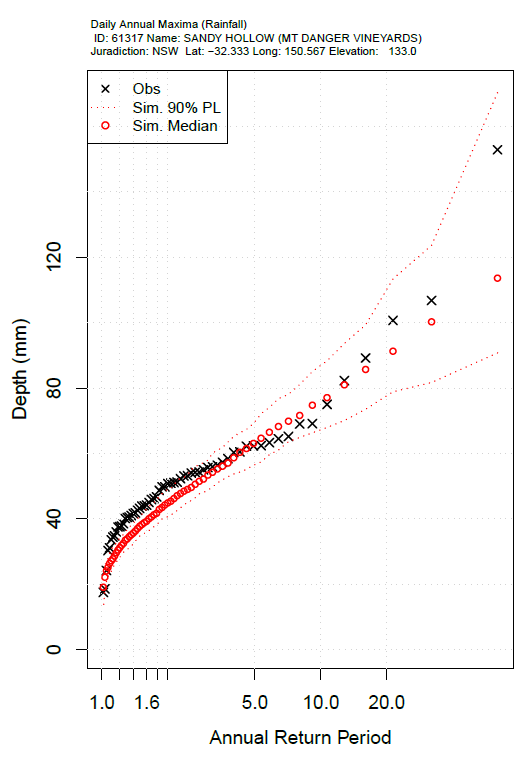 Daily Annual Maxima (Rainfall)
ID: 61317 Name: SANDY HOLLOW (MT DANGER VINEYARDS)
Juradiction: NSW Lat: −32.333 Long: 150.567 Elevation: 133.0
Obs
Sim. 90% PL
Sim. Median
120
80
40
0
Depth (mm)
1.0 1.6 5.0 10.0 20.0
Annual Return Period